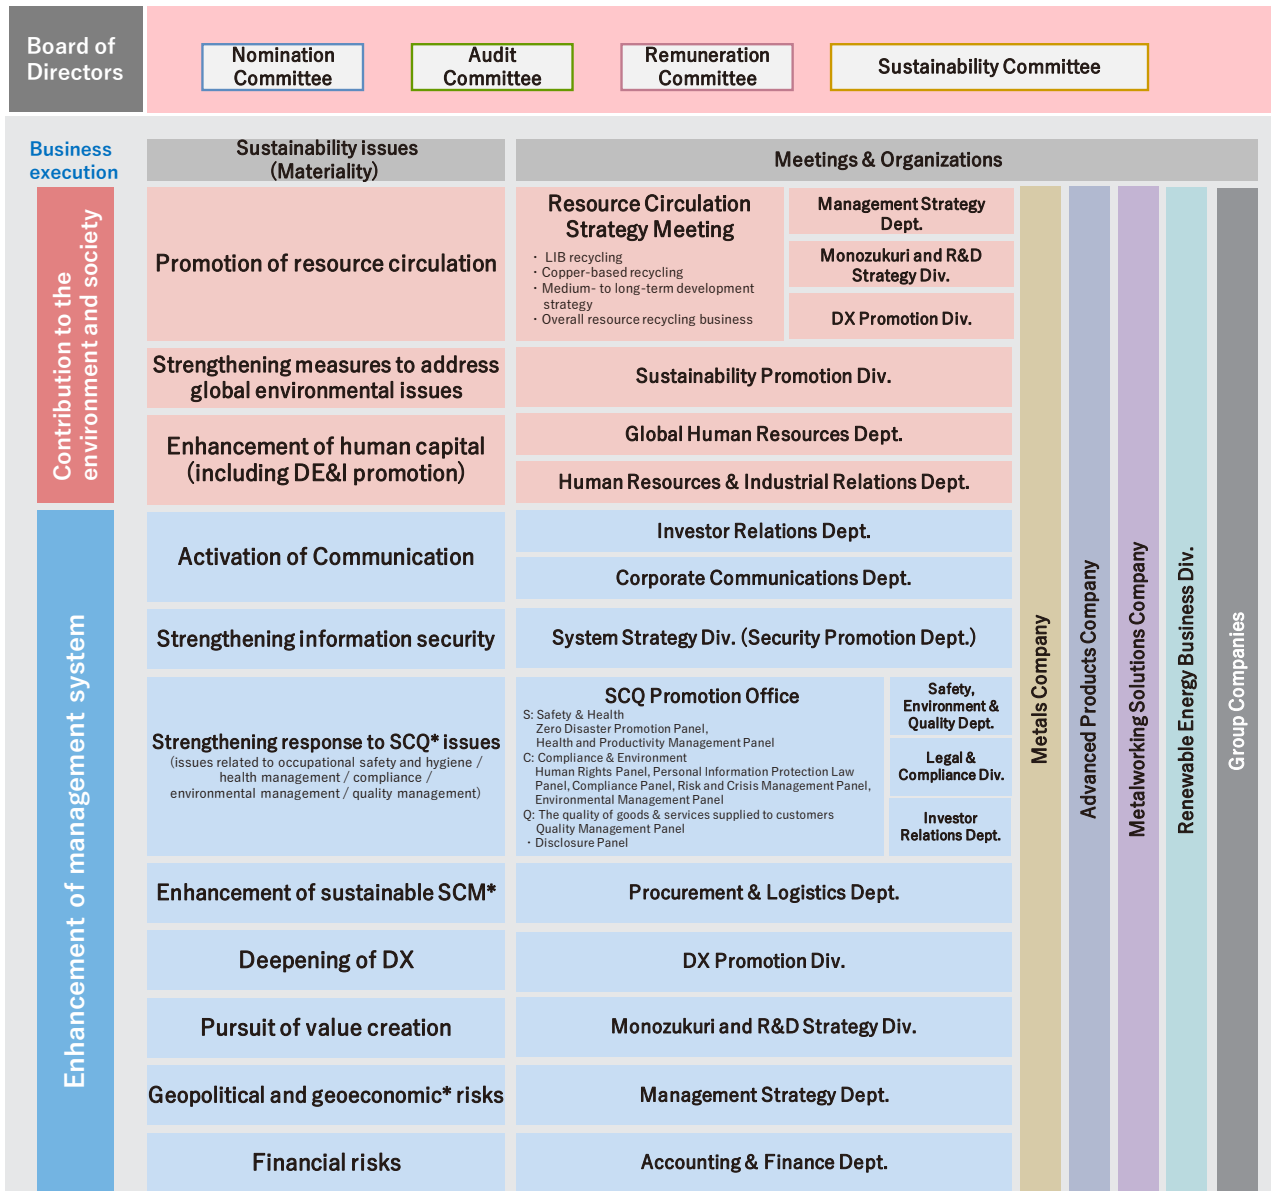 Board of
Directors
Nomination
Committee
Audit
Committee
Remuneration
Committee
Sustainability Committee
Business
execution
Sustainability issues
(Materiality)
Meetings & Organizations
Contribution to the
environment and society
Promotion of resource circulation
Resource Circulation
Strategy Meeting
・ LIB recycling
・Copper-based recycling
・Medium- to long-term development
strategy
・Overall resource recycling business
Management Strategy
Dept.
Monozukuri and R&D
Strategy Div.
DX Promotion Div.
Strengthening measures to address
global environmental issues
Sustainability Promotion Div.
Enhancement of human capital
(including DE&I promotion)
Global Human Resources Dept.
Human Resources & Industrial Relations Dept.
Enhancement of management system
Activation of Communication
Investor Relations Dept.
Corporate Communications Dept.
Strengthening information security
System Strategy Div. (Security Promotion Dept.)
Strengthening response to SCQ* issues
(issues related to occupational safety and hygiene /
health management / compliance /
environmental management / quality management)
SCQ Promotion Office
S: Safety & Health
Zero Disaster Promotion Panel,
Health and Productivity Management Panel
C: Compliance & Environment
Human Rights Panel, Personal Information Protection Law
Panel, Compliance Panel, Risk and Crisis Management Panel,
Environmental Management Panel
Q: The quality of goods & services supplied to customers
Quality Management Panel
・Disclosure Panel
Safety,
Environment &
Quality Dept.
Legal &
Compliance Div.
Investor
Relations Dept.
Enhancement of sustainable SCM*
Procurement & Logistics Dept.
Deepening of DX
DX Promotion Div.
Pursuit of value creation
Monozukuri and R&D Strategy Div.
Geopolitical and geoeconomic* risks
Management Strategy Dept.
Financial risks
Accounting & Finance Dept.
Metals Company
Advanced Products Company
Metalworking Solutions Company
Renewable Energy Business Div.
Group Companies